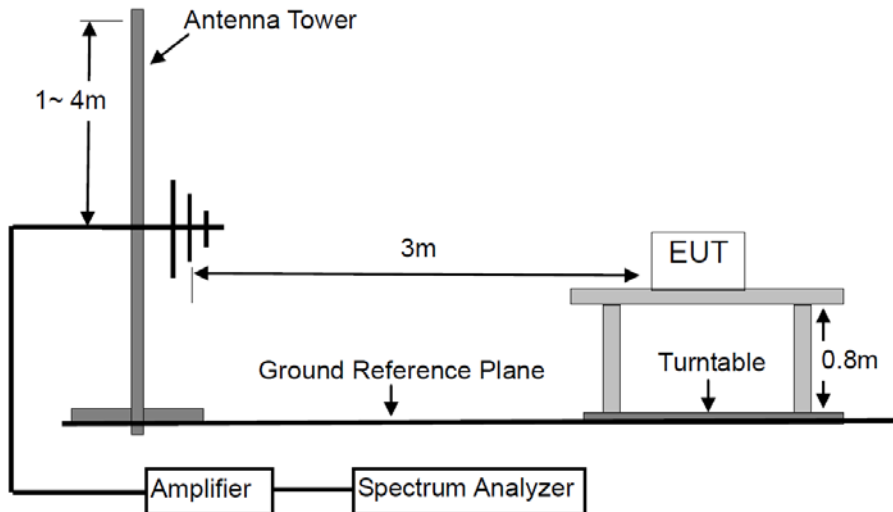 Antenna Tower
1~ 4m
3m
EUT
Ground Reference Plane
Turntable
0.8m
Amplifier
Spectrum Analyzer